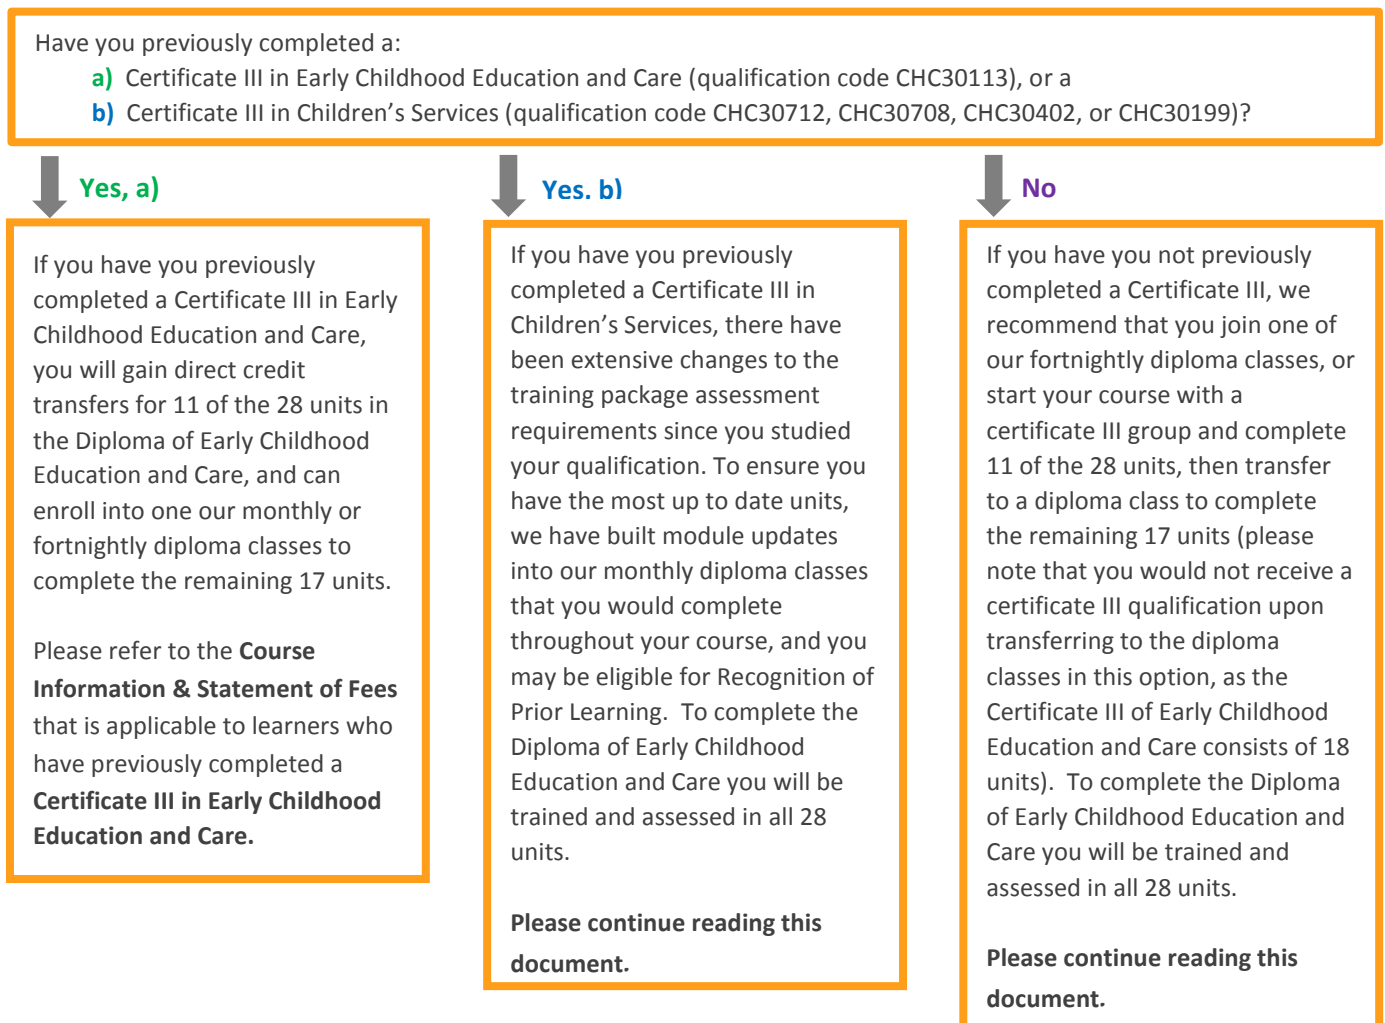 Have you previously completed a:
a) Certificate III in Early Childhood Education and Care (qualification code CHC30113), or a
b) Certificate III in Children’s Services (qualification code CHC30712, CHC30708, CHC30402, or CHC30199)?
Yes, a)
If you have you previously
completed a Certificate III in Early
Childhood Education and Care,
you will gain direct credit
transfers for 11 of the 28 units in
the Diploma of Early Childhood
Education and Care, and can
enroll into one our monthly or
fortnightly diploma classes to
complete the remaining 17 units.
Please refer to the Course
Information & Statement of Fees
that is applicable to learners who
have previously completed a
Certificate III in Early Childhood
Education and Care.
Yes, b)
If you have you previously
completed a Certificate III in
Children’s Services, there have
been extensive changes to the
training package assessment
requirements since you studied
your qualification. To ensure you
have the most up to date units,
we have built module updates
into our monthly diploma classes
that you would complete
throughout your course, and you
may be eligible for Recognition of
Prior Learning. To complete the
Diploma of Early Childhood
Education and Care you will be
trained and assessed in all 28
units.
Please continue reading this
document.
No
If you have you not previously
completed a Certificate III, we
recommend that you join one of
our fortnightly diploma classes, or
start your course with a
certificate III group and complete
11 of the 28 units, then transfer
to a diploma class to complete
the remaining 17 units (please
note that you would not receive a
certificate III qualification upon
transferring to the diploma
classes in this option, as the
Certificate III of Early Childhood
Education and Care consists of 18
units). To complete the Diploma
of Early Childhood Education and
Care you will be trained and
assessed in all 28 units.
Please continue reading this
document.